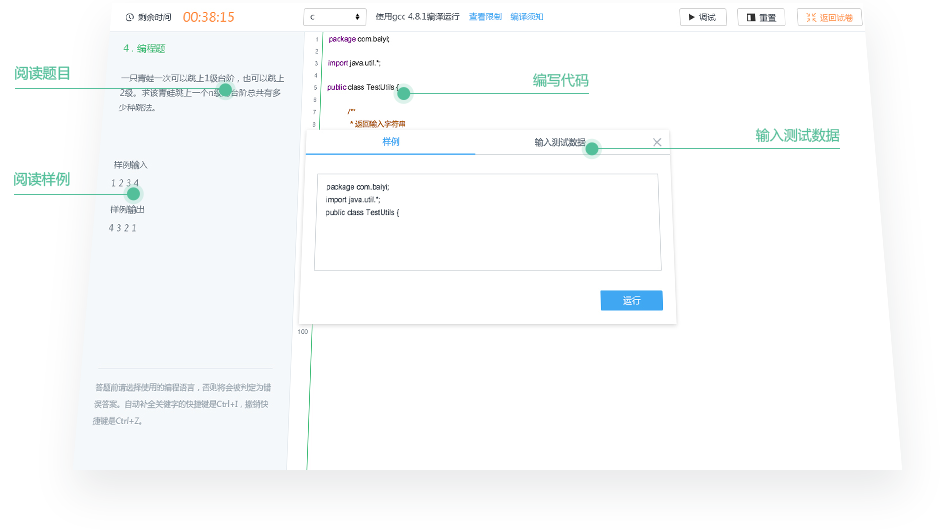 剩余时间 00:38:15
c
使用gcc 4.8.1编译运行 查看限制 编译须知
调试
重置
返回试卷
4 . 编程题
阅读题目
一只青蛙一次可以跳上1级台阶，也可以跳上
2级。求该青蛙跳上一个n级的台阶总共有多
少种跳法。
阅读样例
样例输入
1 2 3 4
样例输出
4 3 2 1
答题前请选择使用的编程语言，否则将会被判定为错
误答案。自动补全关键字的快捷键是Ctrl+I，撤销快
捷键是Ctrl+Z。
编写代码
1 package com.baiyi;
2
3 import java.util.*;
4
5 public class TestUtils {
6
7 /**
8 * 返回输入字符串
100
样例
输入测试数据
输入测试数据
package com.baiyi;
import java.util.*;
public class TestUtils {
运行